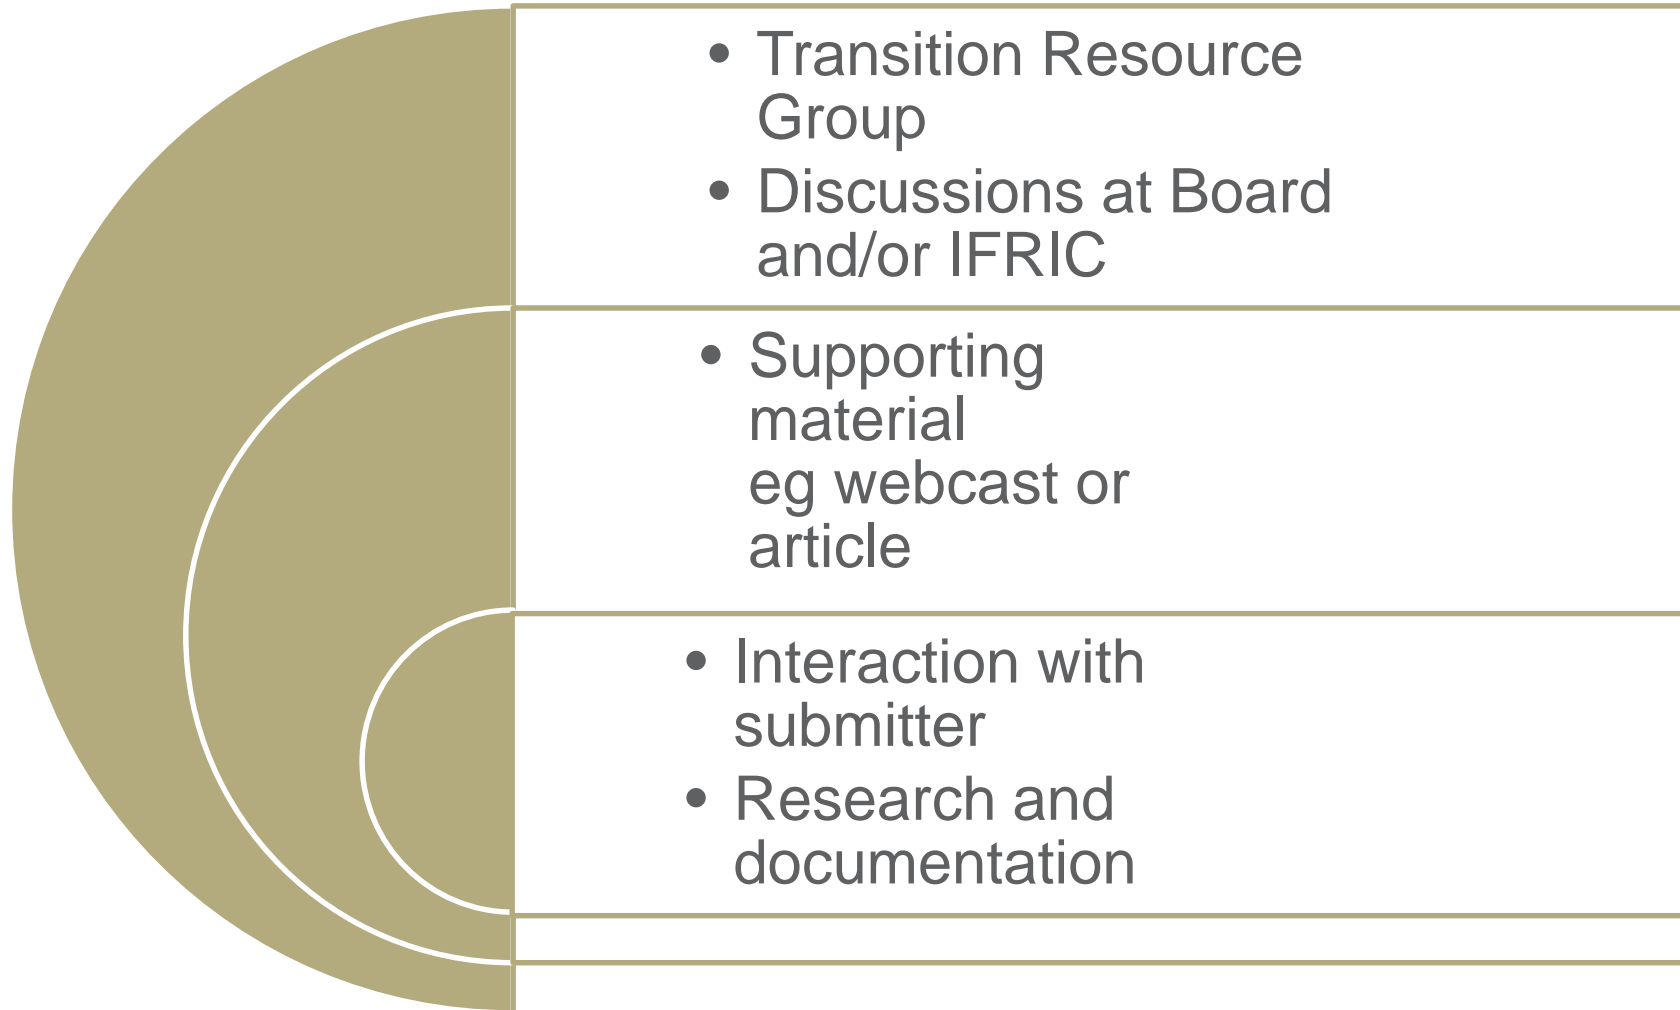 • Transition Resource
Group
• Discussions at Board
and/or IFRIC
• Supporting
material
eg webcast or
article
• Interaction with
submitter
• Research and
documentation